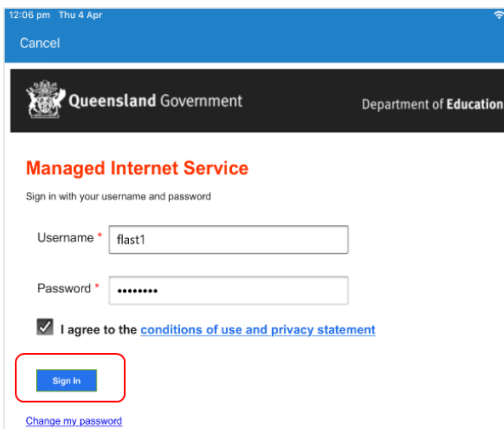 12:06 pm Thu 4 Apr
Cancel
Queensland Government
Department of Education
Managed Internet Service
Sign in with your username and password
Username * flast1
Password * ••••••••
I agree to the conditions of use and privacy statement
Sign in
Change my password